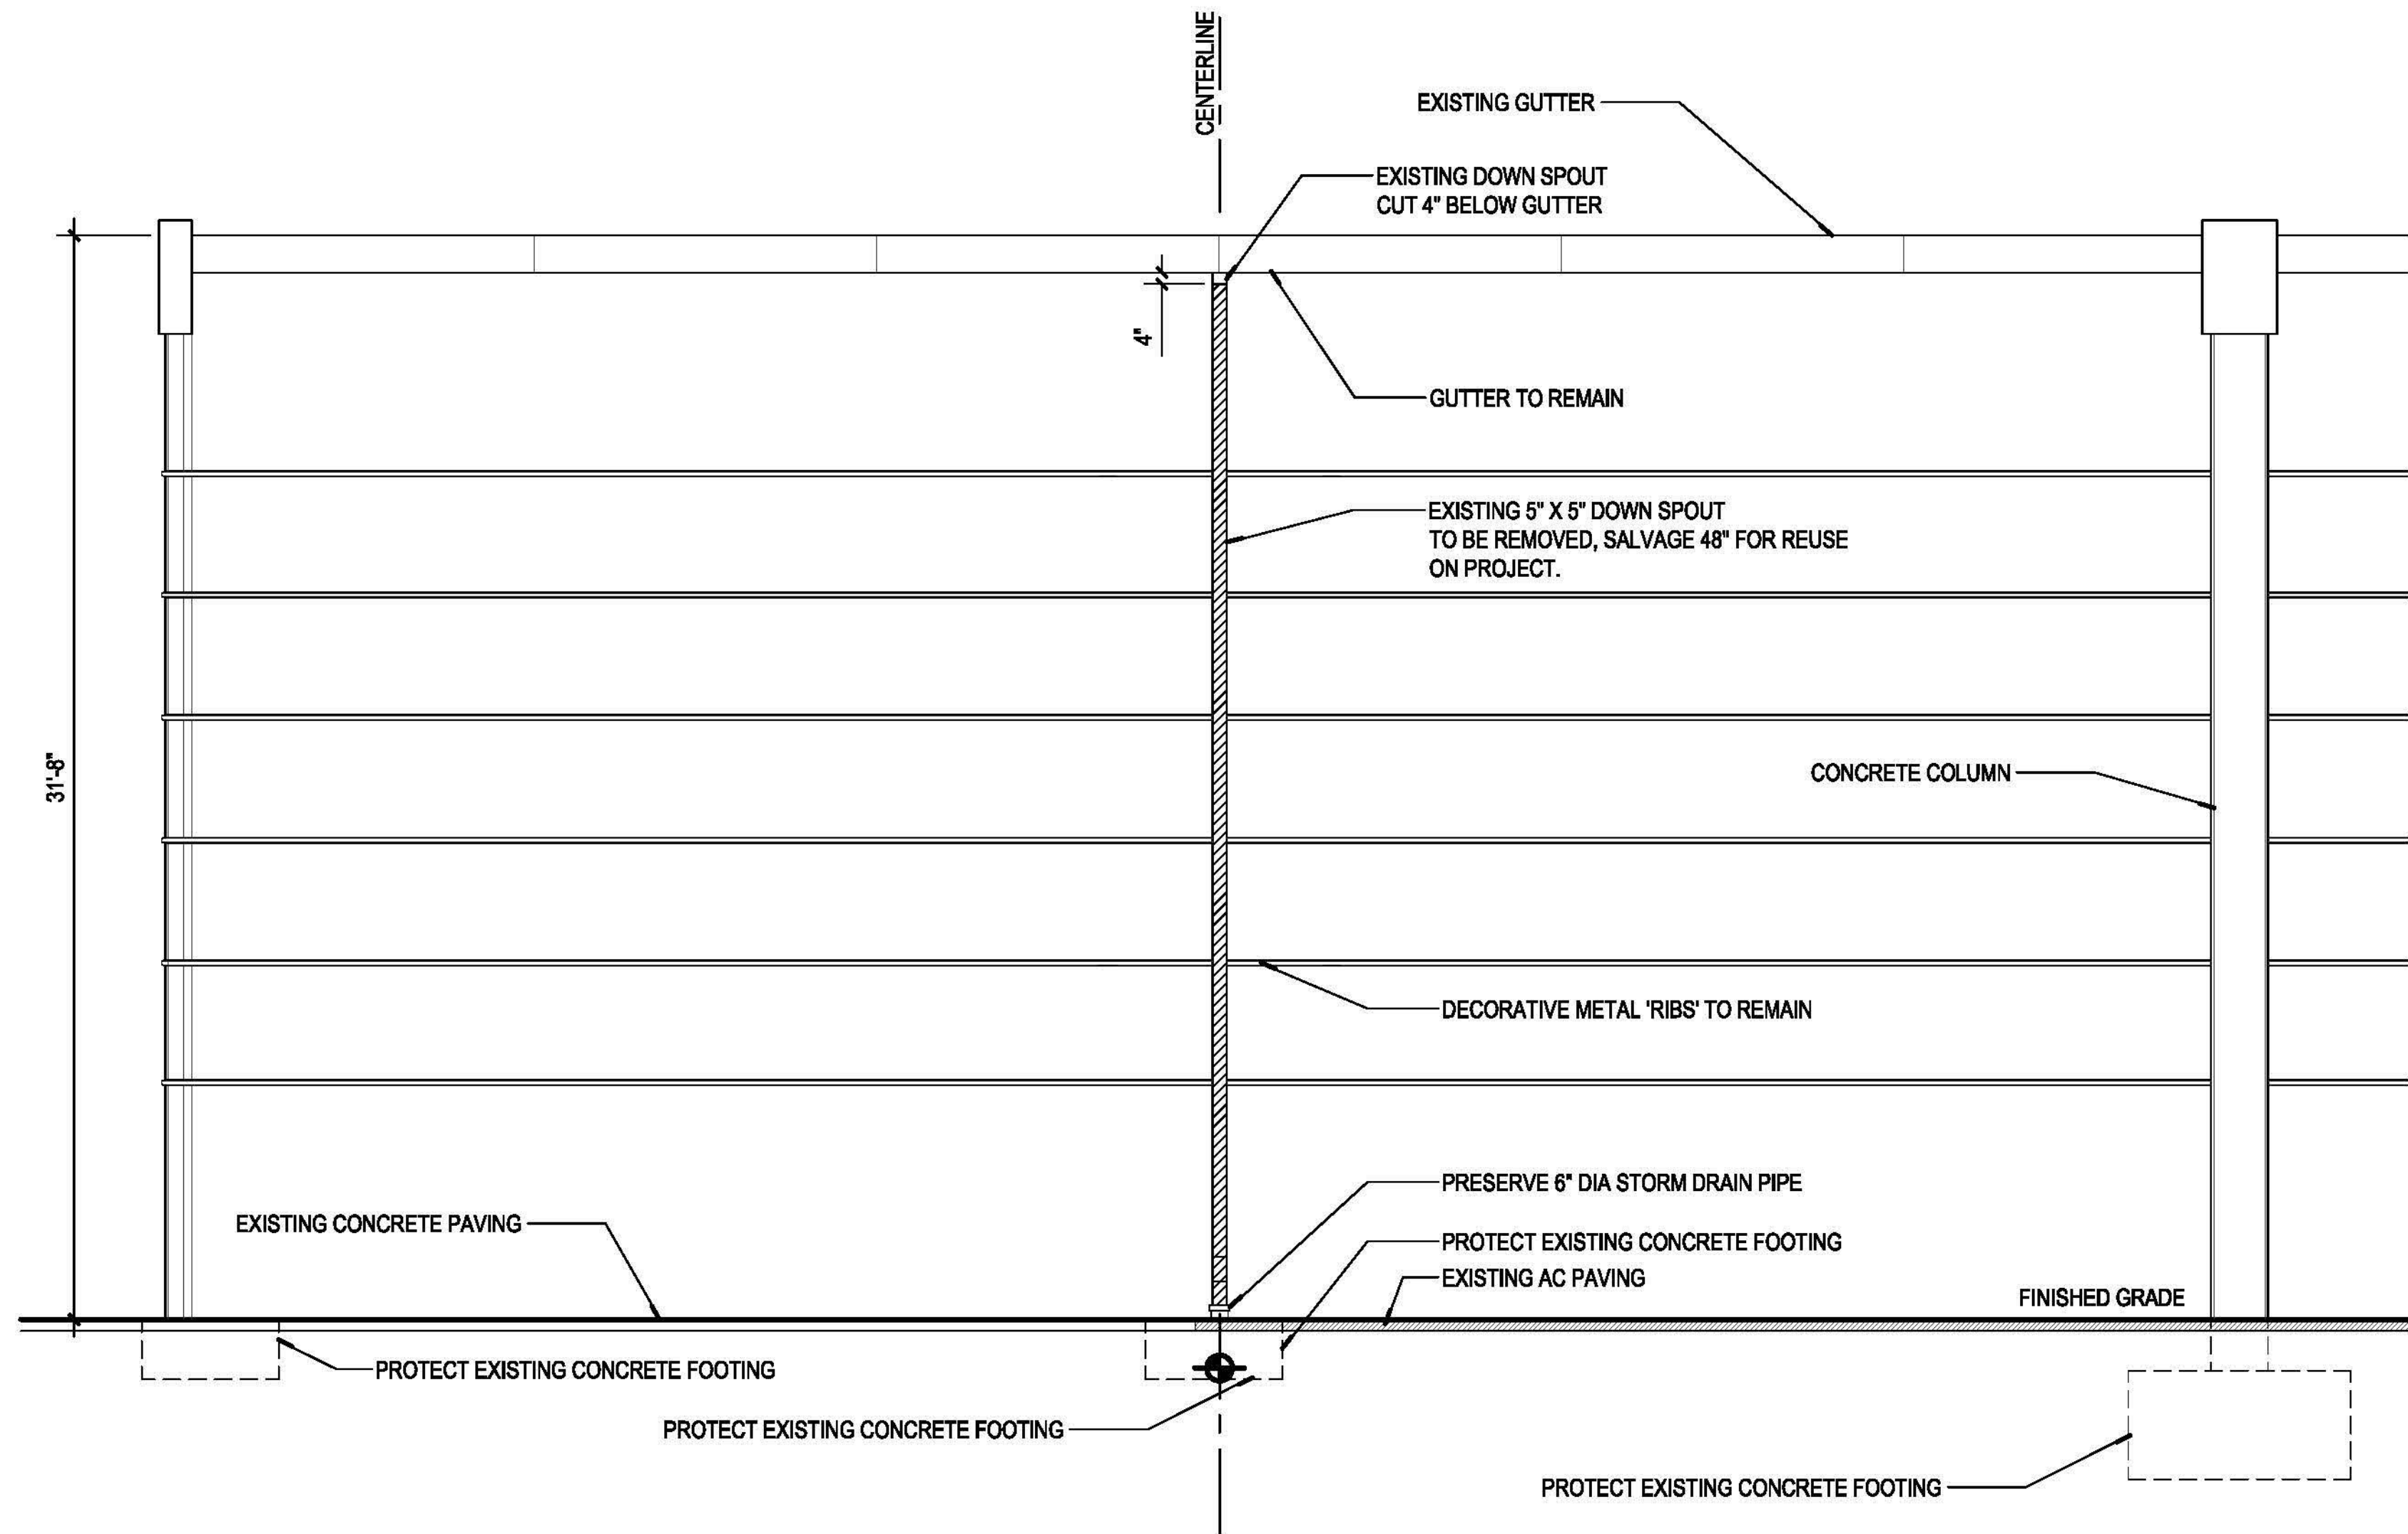 CENTERLINE
EXISTING GUTTER
EXISTING DOWN SPOUT
CUT 4" BELOW GUTTER
4"
GUTTER TO REMAIN
EXISTING 5" X 5" DOWN SPOUT
TO BE REMOVED, SALVAGE 48" FOR REUSE
ON PROJECT.
31'-8"
CONCRETE COLUMN
DECORATIVE METAL 'RIBS' TO REMAIN
PRESERVE 6" DIA STORM DRAIN PIPE
EXISTING CONCRETE PAVING
PROTECT EXISTING CONCRETE FOOTING
EXISTING AC PAVING
FINISHED GRADE
PROTECT EXISTING CONCRETE FOOTING
PROTECT EXISTING CONCRETE FOOTING
PROTECT EXISTING CONCRETE FOOTING